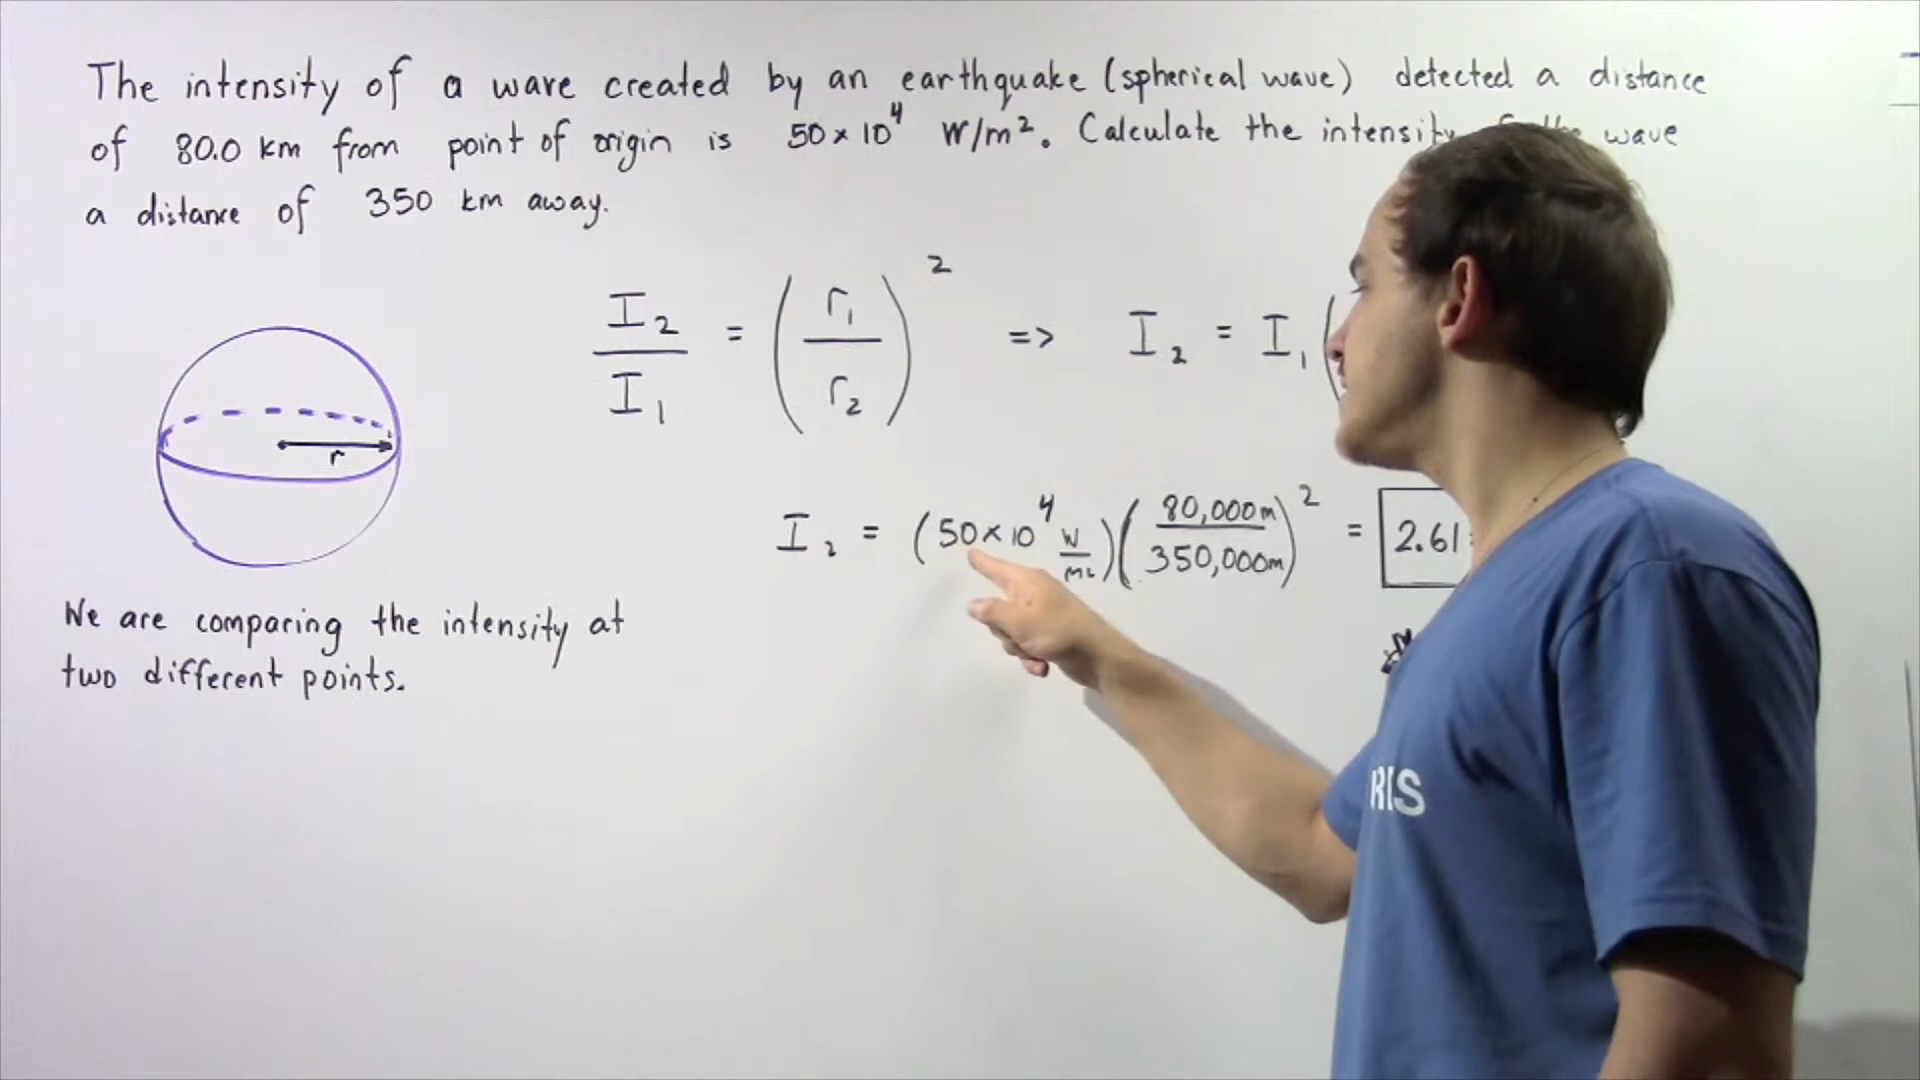 The intensity of a wave created by an earthquake (spherical wave) detected a distance
of 80.0 km from point of origin is 50 × 10⁴ W/m². Calculate the intensity wave
a distance of 350 km away.
I₂/I₁ = (r₁/r₂)² => I₂ = I₁(
r
I₂ = (50×10⁴ W/m²)(80,000m/350,000m)² = 2.61
We are comparing the intensity at
two different points.